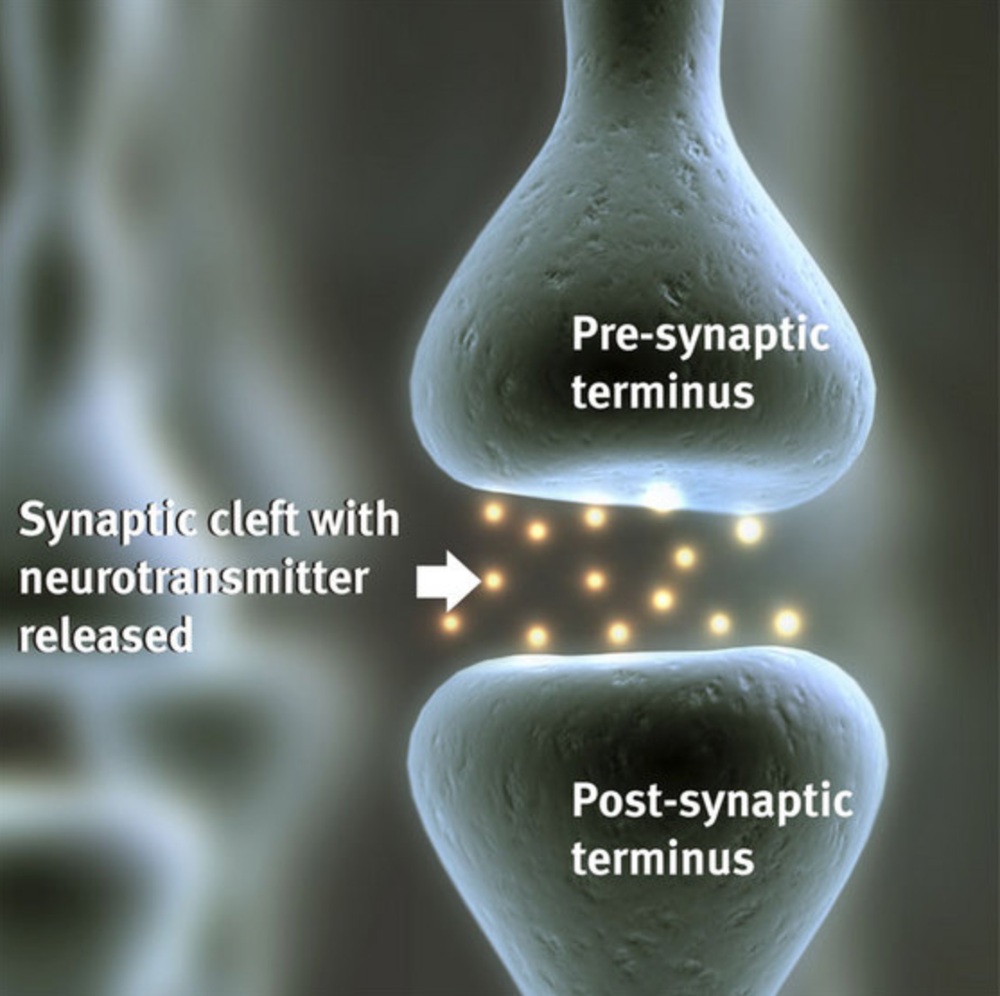 Pre-synaptic
terminus
Synaptic cleft with
neurotransmitter
released
Post-synaptic
terminus